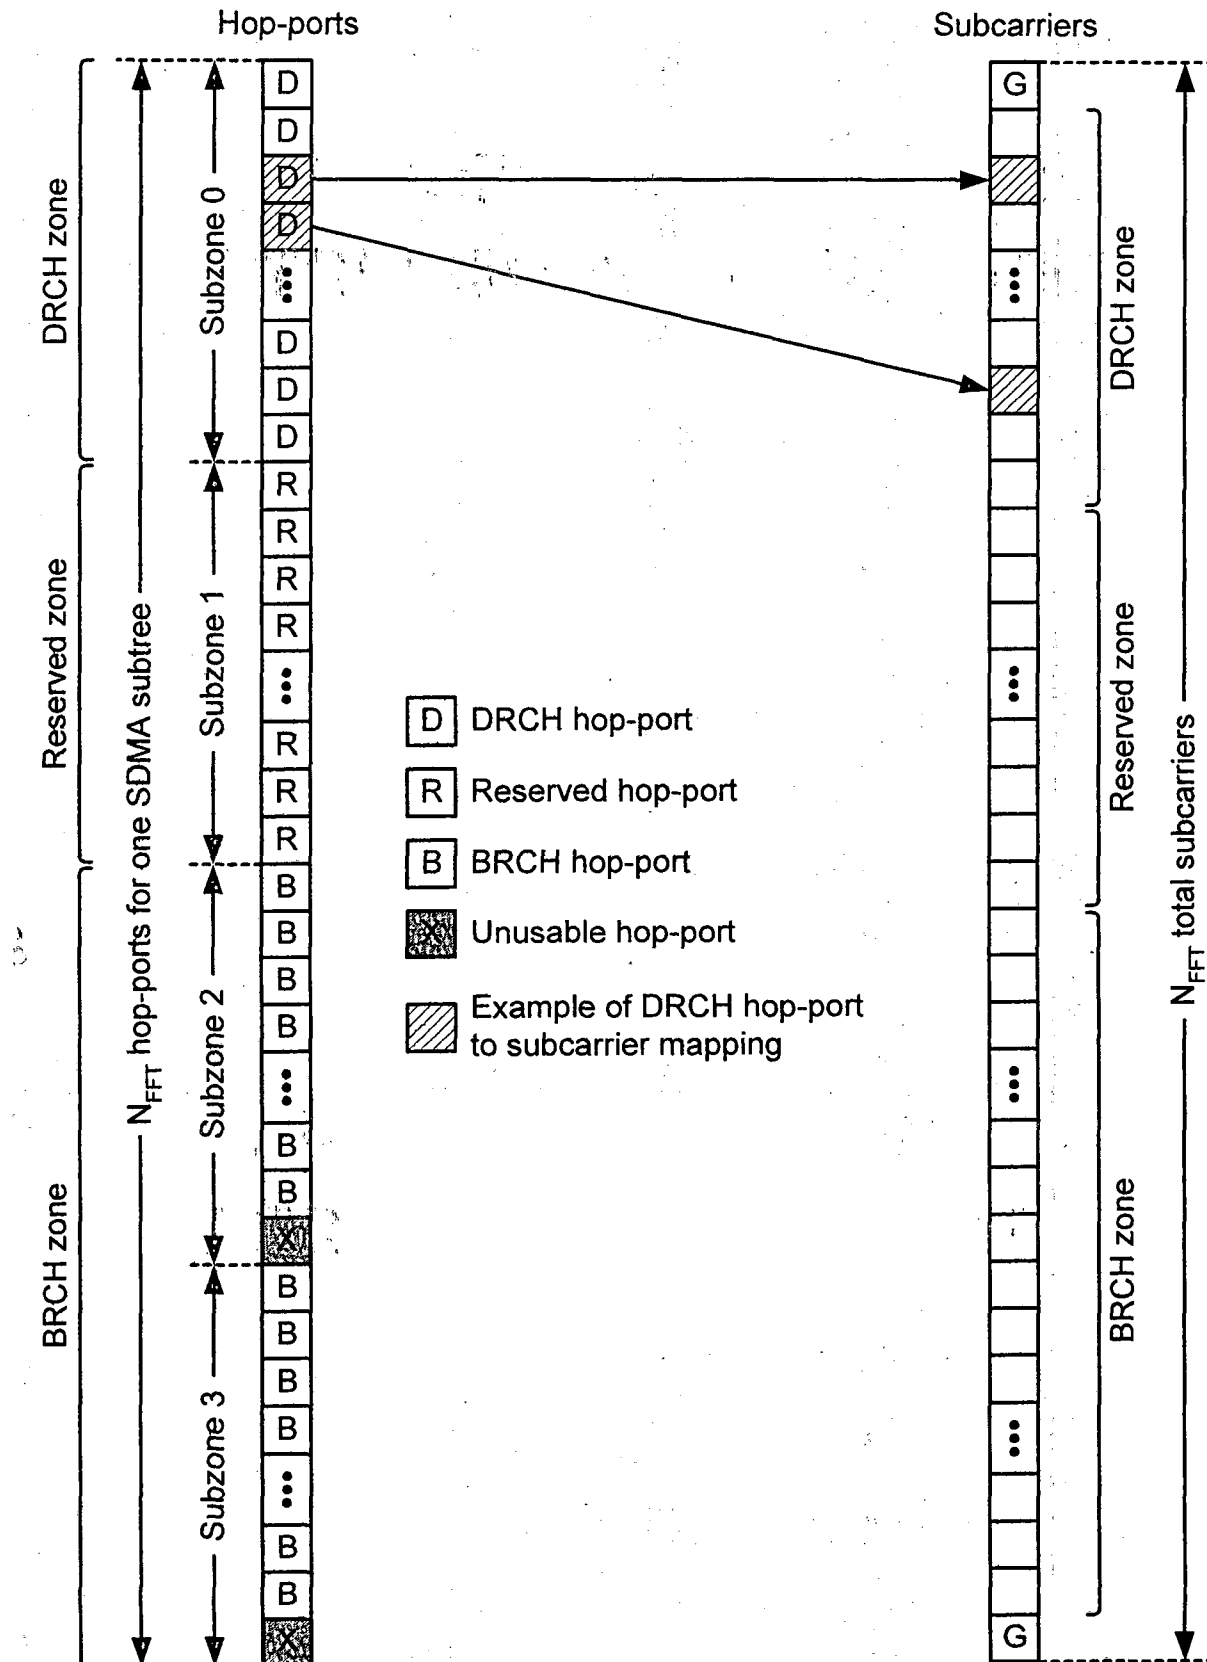 Hop-ports
Subcarriers
DRCH zone
Reserved zone
BRCH zone
N_FFT hop-ports for one SDMA subtree
Subzone 0
Subzone 1
Subzone 2
Subzone 3
D
D
D
D
•••
D
D
D
R
R
R
R
•••
R
R
R
B
B
B
B
•••
B
B
X
B
B
B
B
•••
B
B
X
D DRCH hop-port
R Reserved hop-port
B BRCH hop-port
X Unusable hop-port
Example of DRCH hop-port
to subcarrier mapping
G
•••
•••
•••
•••
G
DRCH zone
Reserved zone
BRCH zone
N_FFT total subcarriers